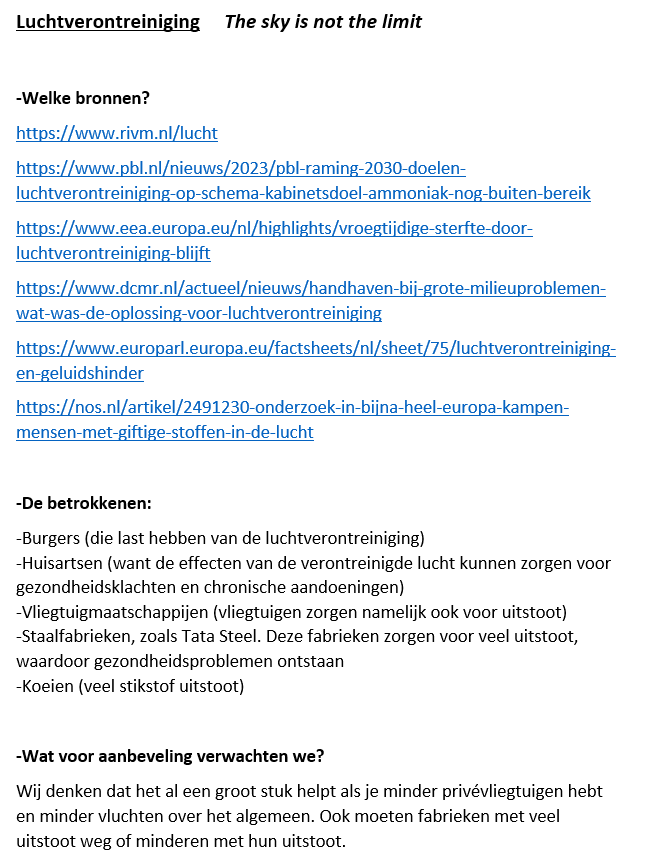 Luchtverontreiniging The sky is not the limit
-Welke bronnen?
https://www.rivm.nl/lucht
https://www.pbl.nl/nieuws/2023/pbl-raming-2030-doelen-
luchtverontreiniging-op-schema-kabinetsdoel-ammoniak-nog-buiten-bereik
https://www.eea.europa.eu/nl/highlights/vroegtijdige-sterfte-door-
luchtverontreiniging-blijft
https://www.dcmr.nl/actueel/nieuws/handhaven-bij-grote-milieuproblemen-
wat-was-de-oplossing-voor-luchtverontreiniging
https://www.europarl.europa.eu/factsheets/nl/sheet/75/luchtverontreiniging-
en-geluidshinder
https://nos.nl/artikel/2491230-onderzoek-in-bijna-heel-europa-kampen-
mensen-met-giftige-stoffen-in-de-lucht
-De betrokkenen:
-Burgers (die last hebben van de luchtverontreiniging)
-Huisartsen (want de effecten van de verontreinigde lucht kunnen zorgen voor
gezondheidsklachten en chronische aandoeningen)
-Vliegtuigmaatschappijen (vliegtuigen zorgen namelijk ook voor uitstoot)
-Staalfabrieken, zoals Tata Steel. Deze fabrieken zorgen voor veel uitstoot,
waardoor gezondheidsproblemen ontstaan
-Koeien (veel stikstof uitstoot)
-Wat voor aanbeveling verwachten we?
Wij denken dat het al een groot stuk helpt als je minder privévliegtuigen hebt
en minder vluchten over het algemeen. Ook moeten fabrieken met veel
uitstoot weg of minderen met hun uitstoot.